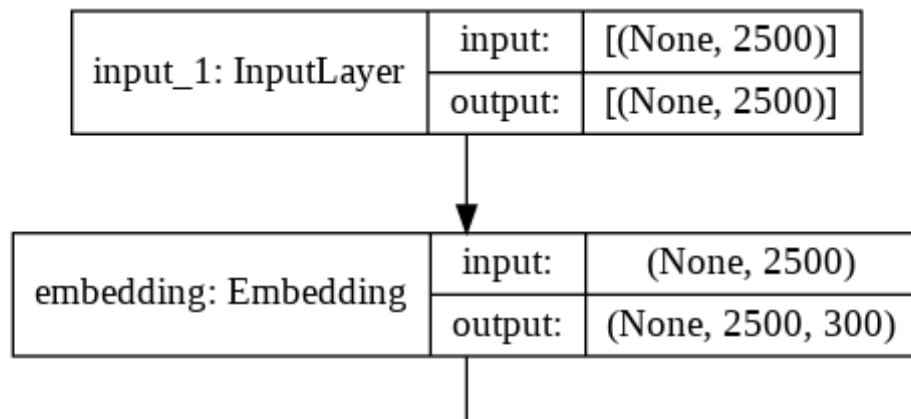 input_1: InputLayer
input: [(None, 2500)]
output: [(None, 2500)]
embedding: Embedding
input: (None, 2500)
output: (None, 2500, 300)